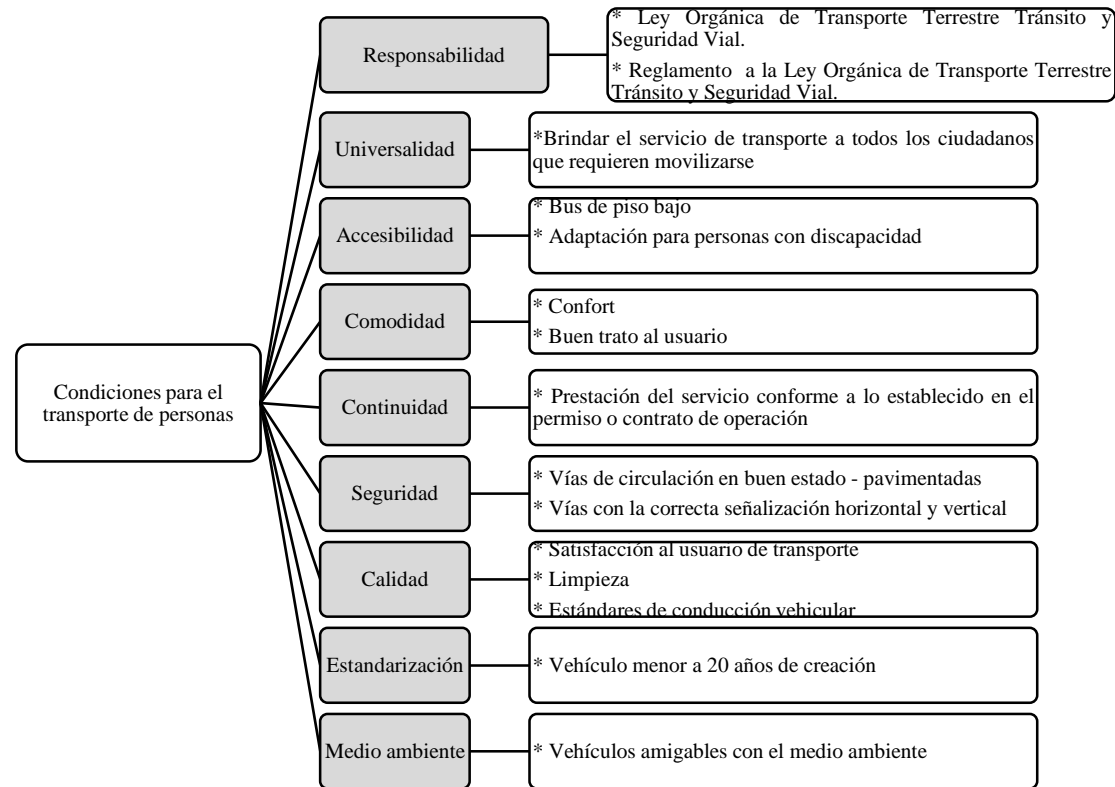 Condiciones para el
transporte de personas
Responsabilidad
* Ley Orgánica de Transporte Terrestre Tránsito y
Seguridad Vial.
* Reglamento a la Ley Orgánica de Transporte Terrestre
Tránsito y Seguridad Vial.
Universalidad
*Brindar el servicio de transporte a todos los ciudadanos
que requieren movilizarse
Accesibilidad
* Bus de piso bajo
* Adaptación para personas con discapacidad
Comodidad
* Confort
* Buen trato al usuario
Continuidad
* Prestación del servicio conforme a lo establecido en el
permiso o contrato de operación
Seguridad
* Vías de circulación en buen estado - pavimentadas
* Vías con la correcta señalización horizontal y vertical
Calidad
* Satisfacción al usuario de transporte
* Limpieza
* Estándares de conducción vehicular
Estandarización
* Vehículo menor a 20 años de creación
Medio ambiente
* Vehículos amigables con el medio ambiente